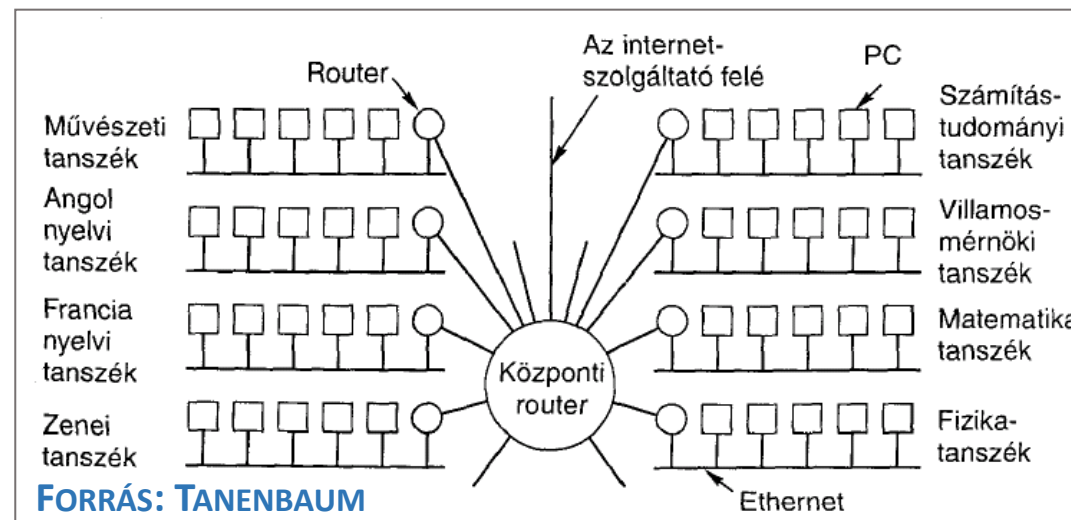 Router
Az internet-
szolgáltató felé
PC
Művészeti
tanszék
Angol
nyelvi
tanszék
Francia
nyelvi
tanszék
Zenei
tanszék
Központi
router
Számítás-
tudományi
tanszék
Villamos-
mérnöki
tanszék
Matematika
tanszék
Fizika-
tanszék
Ethernet
FORRÁS: TANENBAUM